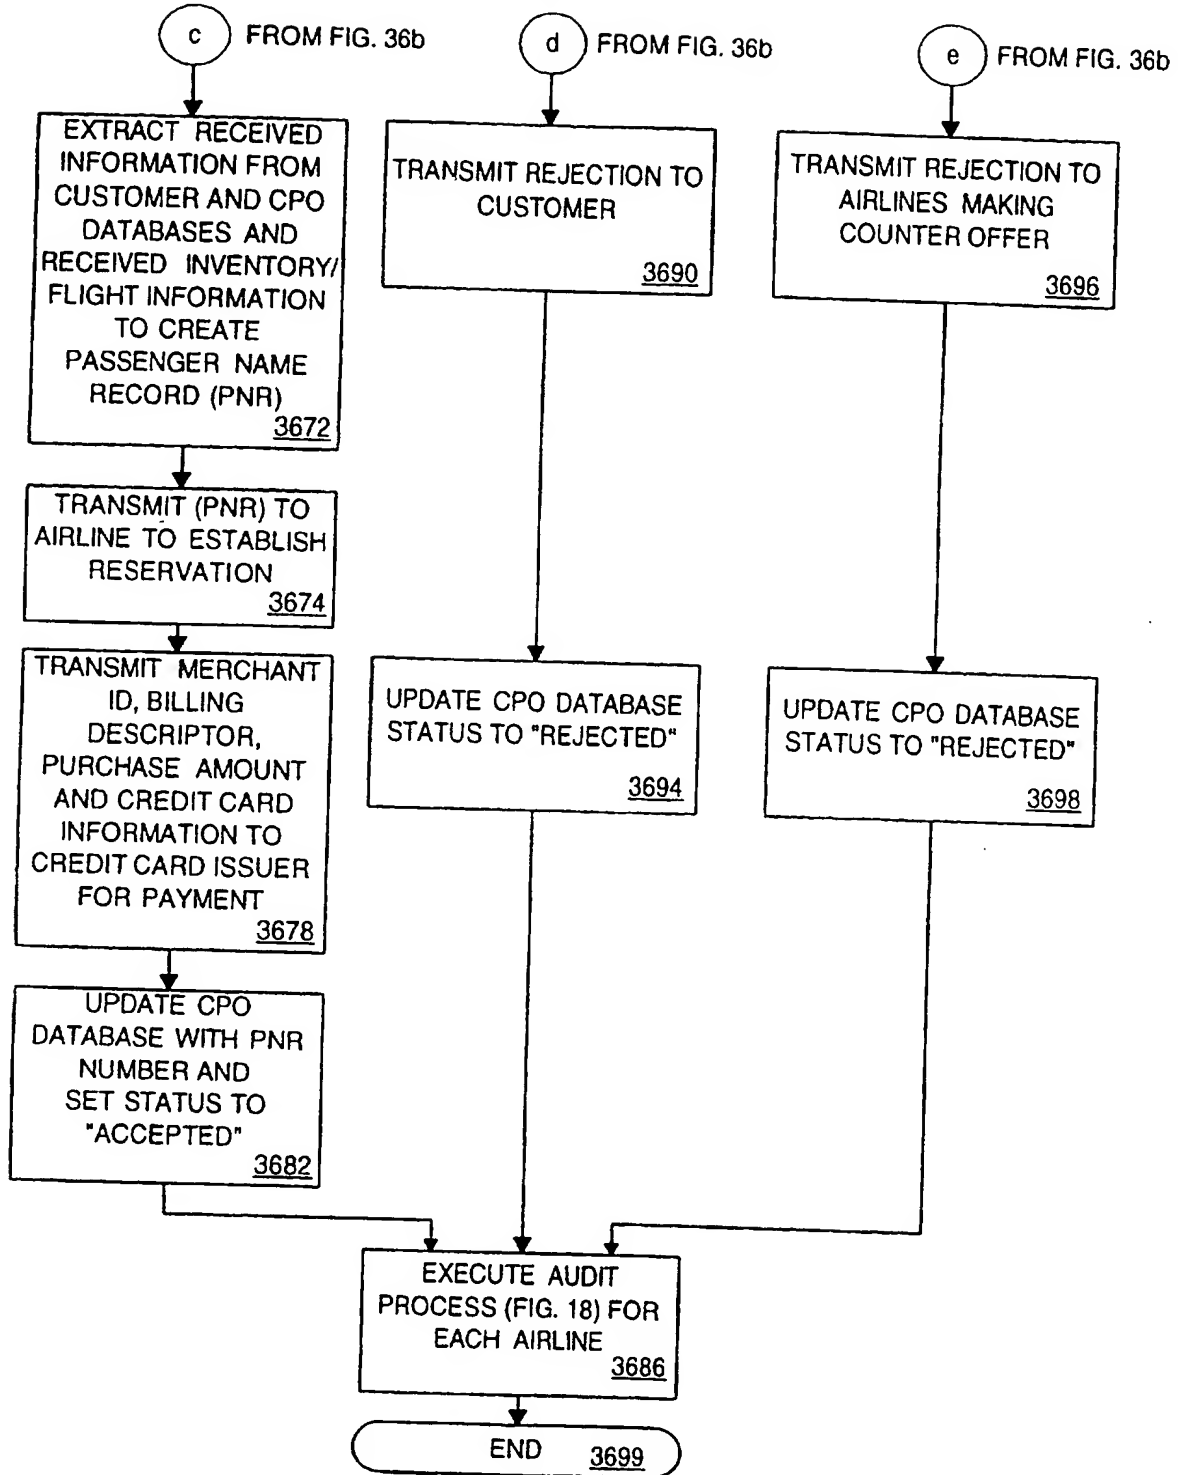 c FROM FIG. 36b
d FROM FIG. 36b
e FROM FIG. 36b
EXTRACT RECEIVED
INFORMATION FROM
CUSTOMER AND CPO
DATABASES AND
RECEIVED INVENTORY/
FLIGHT INFORMATION
TO CREATE
PASSENGER NAME
RECORD (PNR)
3672
TRANSMIT (PNR) TO
AIRLINE TO ESTABLISH
RESERVATION
3674
TRANSMIT MERCHANT
ID, BILLING
DESCRIPTOR,
PURCHASE AMOUNT
AND CREDIT CARD
INFORMATION TO
CREDIT CARD ISSUER
FOR PAYMENT
3678
UPDATE CPO
DATABASE WITH PNR
NUMBER AND
SET STATUS TO
"ACCEPTED"
3682
TRANSMIT REJECTION TO
CUSTOMER
3690
UPDATE CPO DATABASE
STATUS TO "REJECTED"
3694
TRANSMIT REJECTION TO
AIRLINES MAKING
COUNTER OFFER
3696
UPDATE CPO DATABASE
STATUS TO "REJECTED"
3698
EXECUTE AUDIT
PROCESS (FIG. 18) FOR
EACH AIRLINE
3686
END 3699